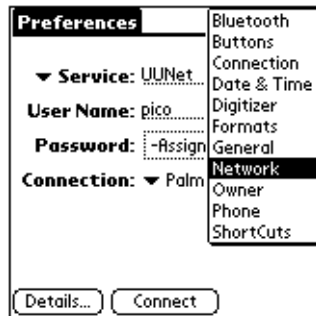 Preferences
Service: UUNet
User Name: pico
Password: -Assign
Connection: Palm
Bluetooth
Buttons
Connection
Date & Time
Digitizer
Formats
General
Network
Owner
Phone
ShortCuts
Details... Connect